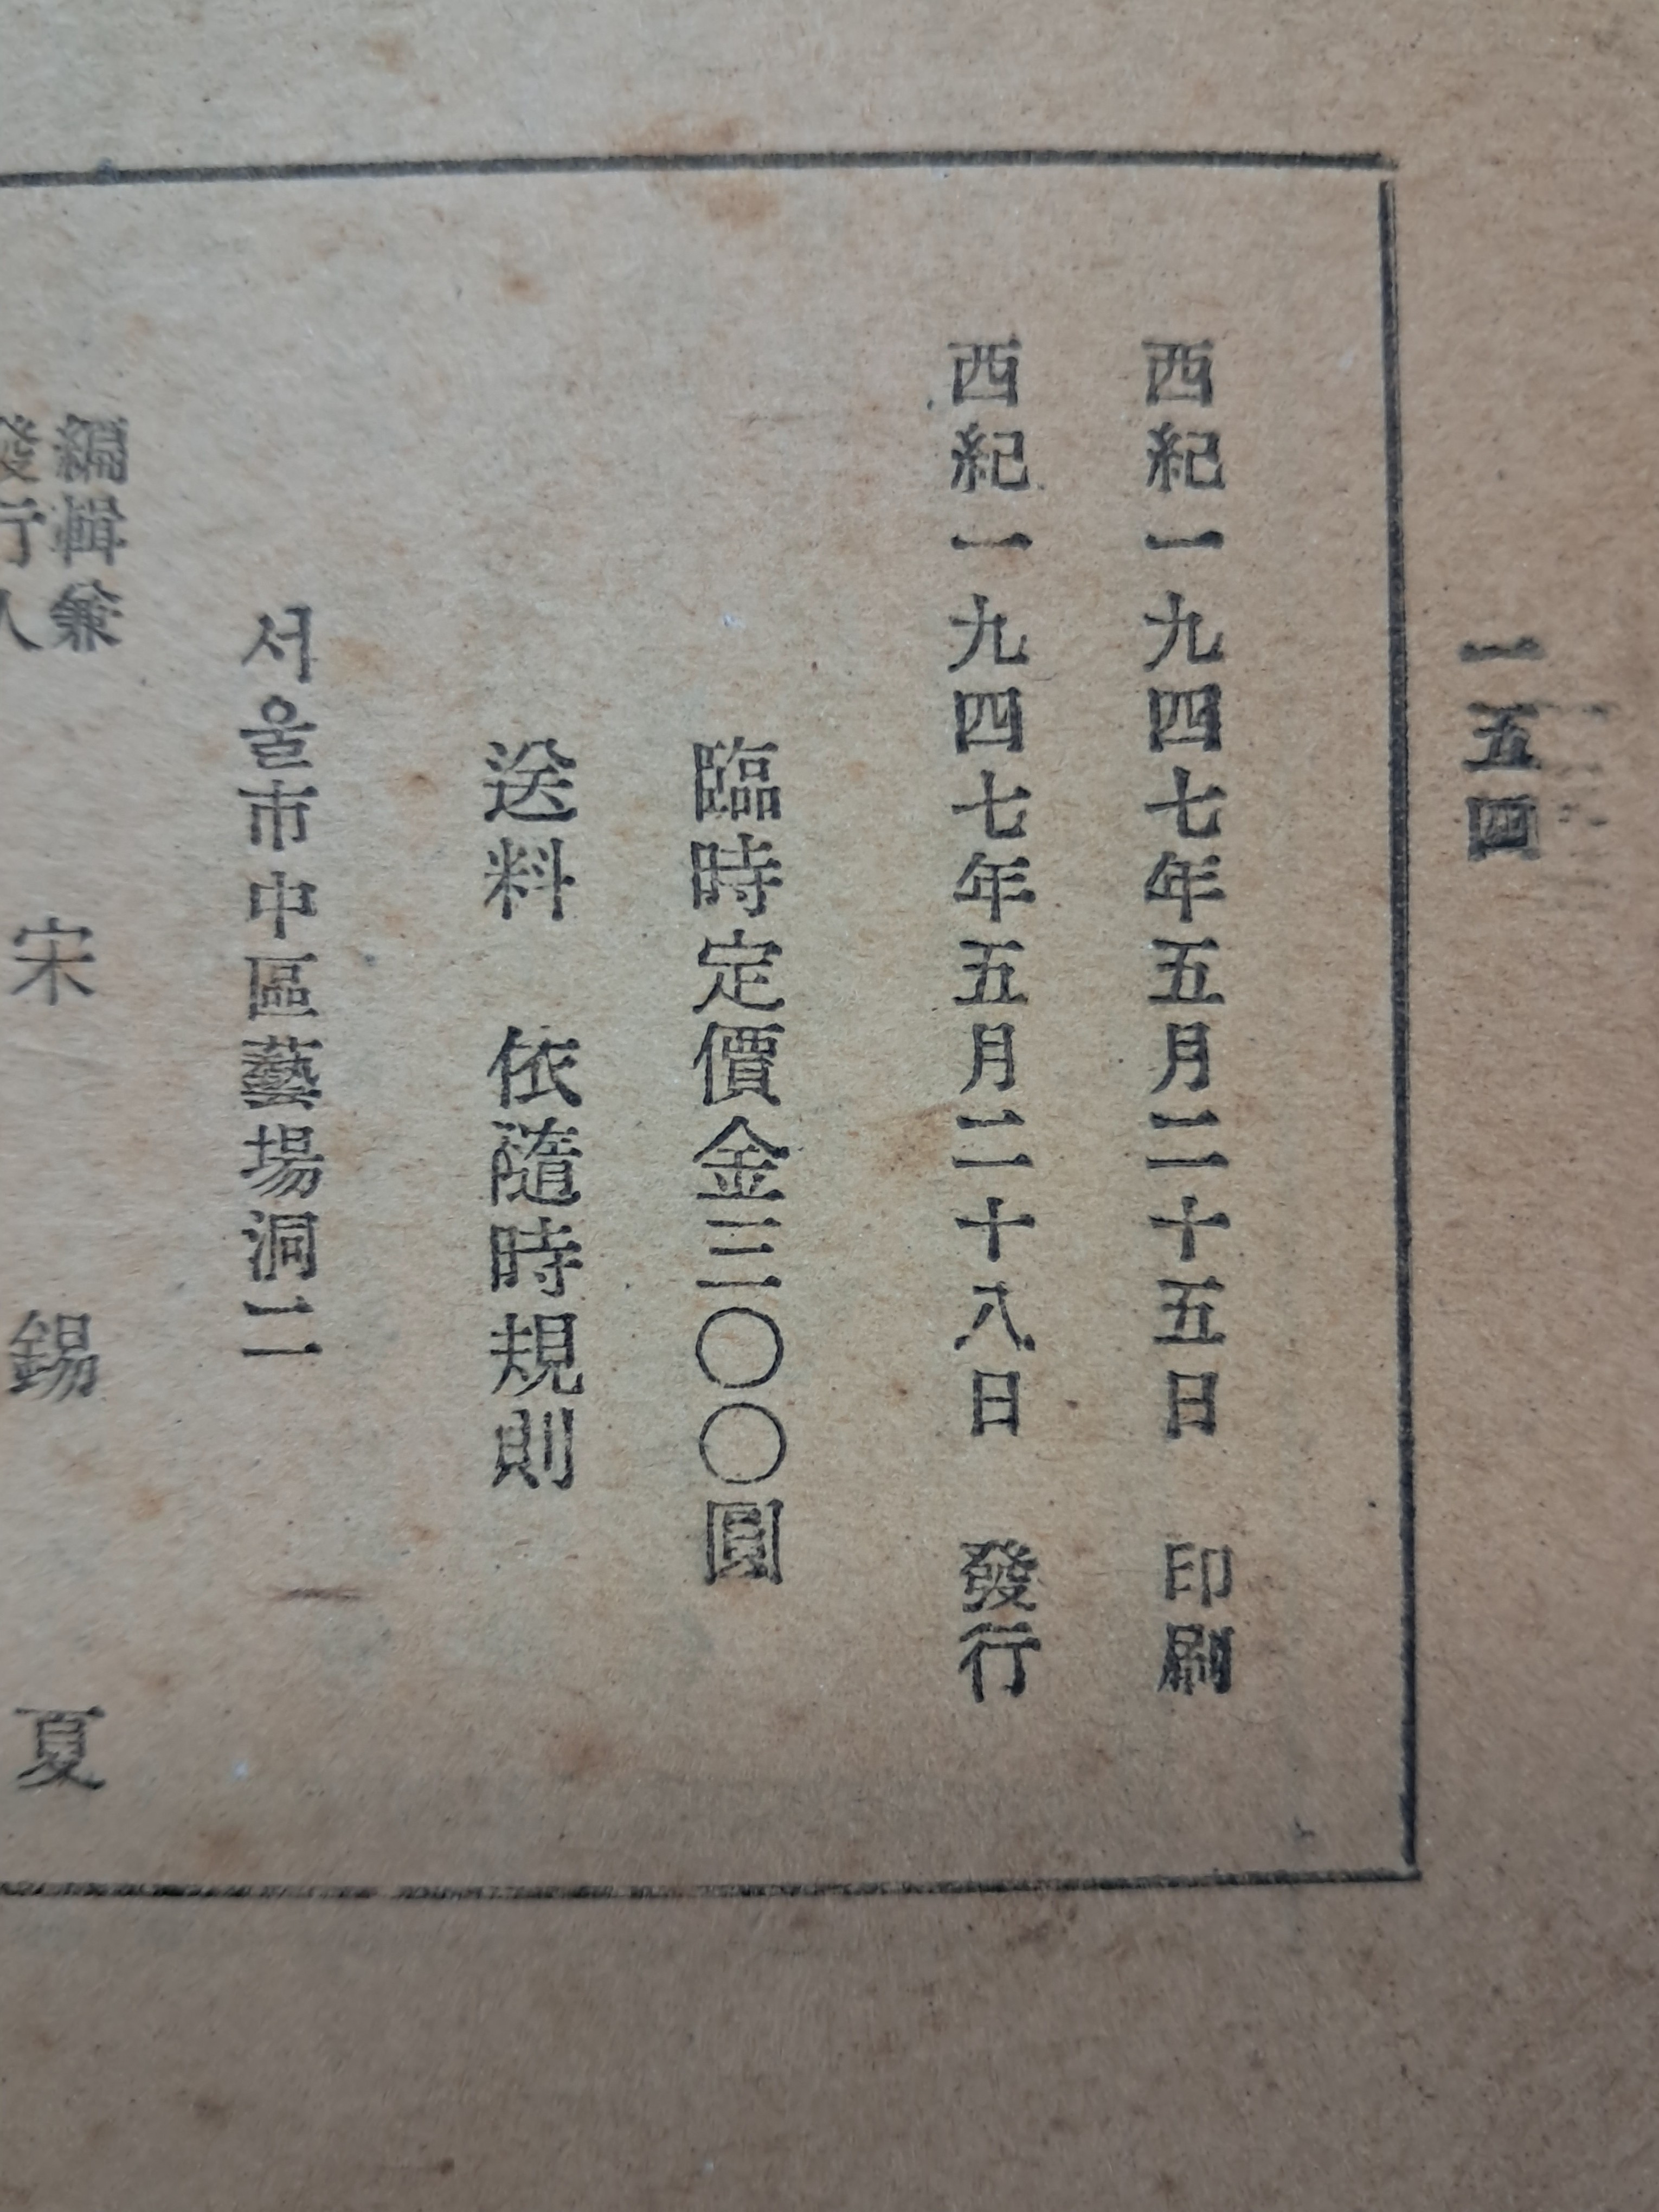 一五四
西紀一九四七年五月二十五日 印刷
西紀一九四七年五月二十八日 發行
臨時定價金三〇〇圓
送料 依隨時規則
서울市中區藝場洞二
編輯兼
發行人
宋 錫 夏